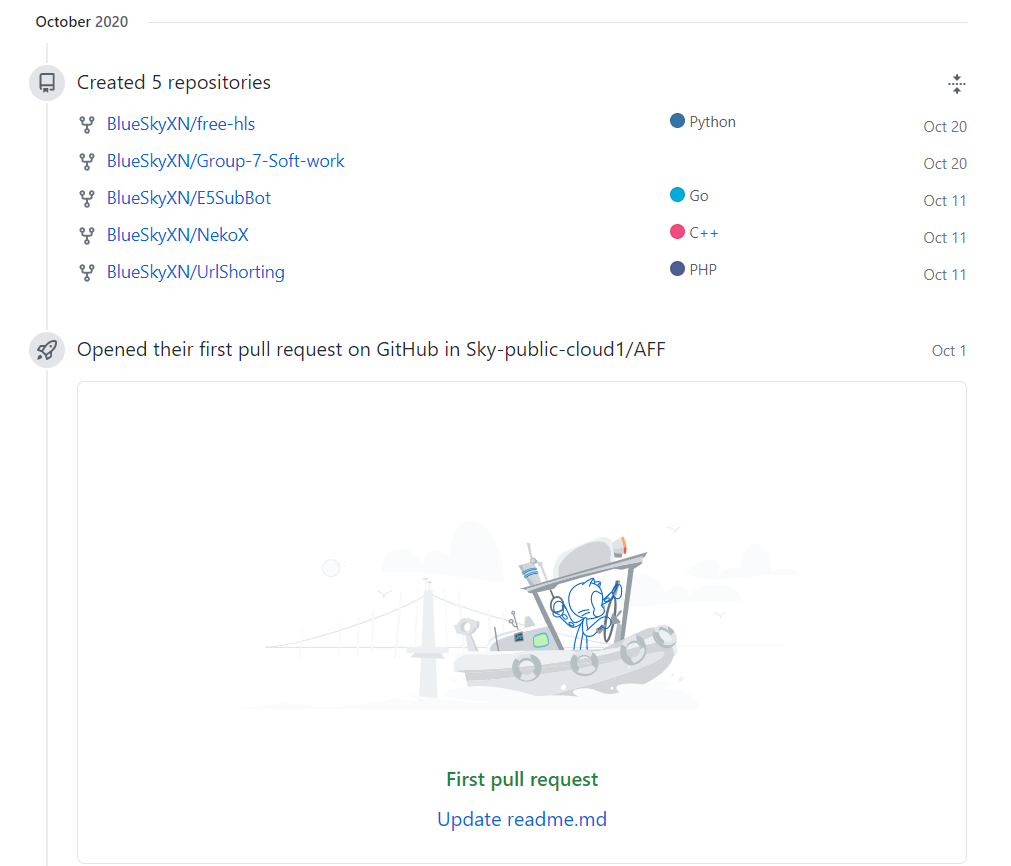 October 2020
Created 5 repositories
BlueSkyXN/free-hls Python Oct 20
BlueSkyXN/Group-7-Soft-work Oct 20
BlueSkyXN/E5SubBot Go Oct 11
BlueSkyXN/NekoX C++ Oct 11
BlueSkyXN/UrlShorting PHP Oct 11
Opened their first pull request on GitHub in Sky-public-cloud1/AFF Oct 1
First pull request
Update readme.md